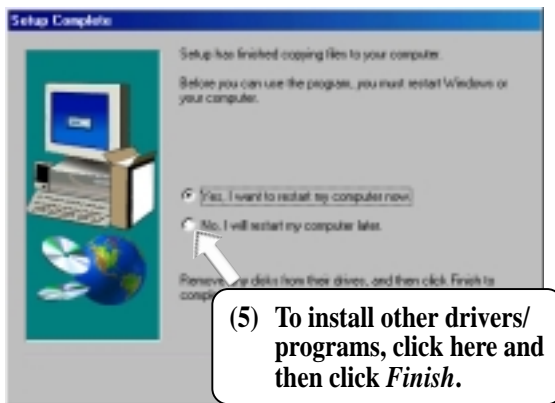 Setup Complete
Setup has finished copying files to your computer.
Before you can use the program, you must restart Windows or
your computer.
Yes, I want to restart my computer now.
No, I will restart my computer later.
Remove any disks from their drives, and then click Finish to
(5) To install other drivers/
programs, click here and
then click Finish.